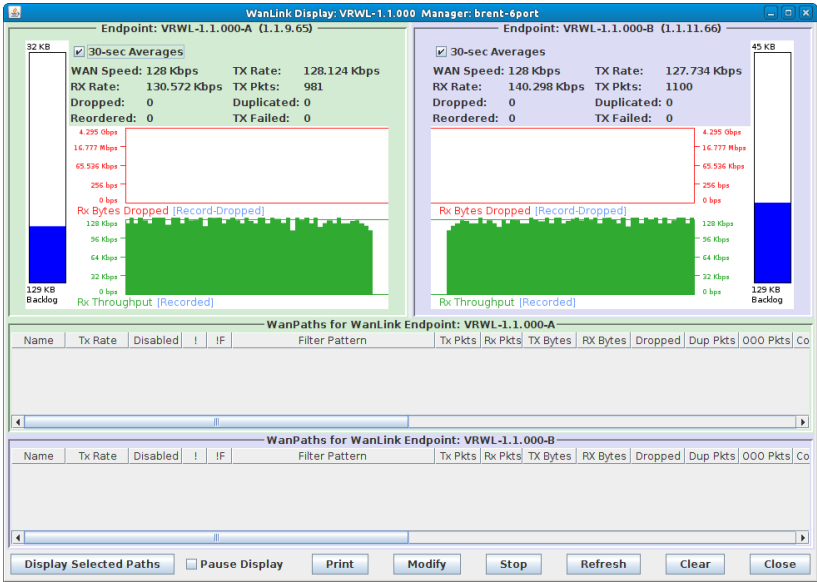 WanLink Display: VRWL-1.1.000 Manager: brent-6port
Endpoint: VRWL-1.1.000-A (1.1.9.65)
32 KB
30-sec Averages
WAN Speed: 128 Kbps TX Rate: 128.124 Kbps
RX Rate: 130.572 Kbps TX Pkts: 981
Dropped: 0 Duplicated: 0
Reordered: 0 TX Failed: 0
4.295 Gbps
16.777 Mbps
65.536 Kbps
256 bps
0 bps
Rx Bytes Dropped [Record-Dropped]
128 Kbps
96 Kbps
64 Kbps
32 Kbps
0 bps
Rx Throughput [Recorded]
129 KB
Backlog
Endpoint: VRWL-1.1.000-B (1.1.11.66)
45 KB
30-sec Averages
WAN Speed: 128 Kbps TX Rate: 127.734 Kbps
RX Rate: 140.298 Kbps TX Pkts: 1100
Dropped: 0 Duplicated: 0
Reordered: 0 TX Failed: 0
4.295 Gbps
16.777 Mbps
65.536 Kbps
256 bps
0 bps
Rx Bytes Dropped [Record-Dropped]
128 Kbps
96 Kbps
64 Kbps
32 Kbps
0 bps
Rx Throughput [Recorded]
129 KB
Backlog
WanPaths for WanLink Endpoint: VRWL-1.1.000-A
Name Tx Rate Disabled ! !F Filter Pattern Tx Pkts Rx Pkts TX Bytes RX Bytes Dropped Dup Pkts OOO Pkts Co
WanPaths for WanLink Endpoint: VRWL-1.1.000-B
Name Tx Rate Disabled ! !F Filter Pattern Tx Pkts Rx Pkts TX Bytes RX Bytes Dropped Dup Pkts OOO Pkts Co
Display Selected Paths Pause Display Print Modify Stop Refresh Clear Close